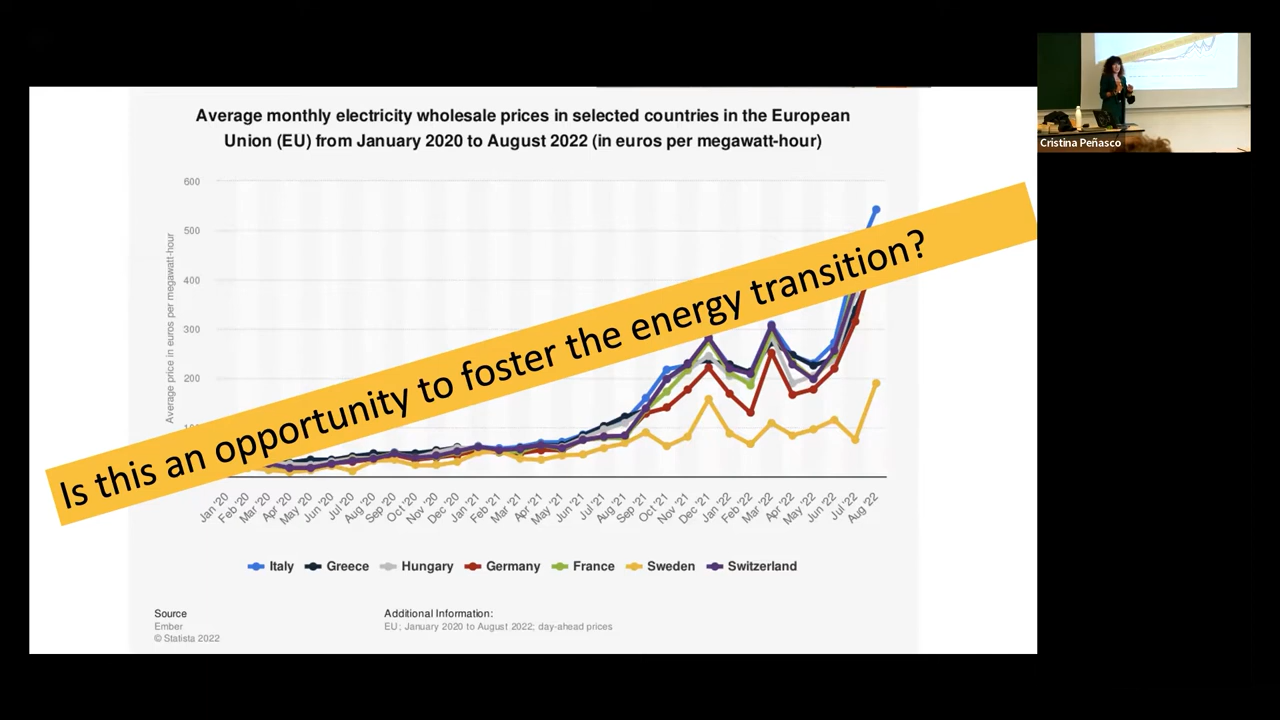 Average monthly electricity wholesale prices in selected countries in the European
Union (EU) from January 2020 to August 2022 (in euros per megawatt-hour)
Average price in euros per megawatt-hour
600
500
400
300
200
Is this an opportunity to foster the energy transition?
Jan '20
Feb '20
Mar '20
Apr '20
May '20
Jun '20
Jul '20
Aug '20
Sep '20
Oct '20
Nov '20
Dec '20
Jan '21
Feb '21
Mar '21
Apr '21
May '21
Jun '21
Jul '21
Aug '21
Sep '21
Oct '21
Nov '21
Dec '21
Jan '22
Feb '22
Mar '22
Apr '22
May '22
Jun '22
Jul '22
Aug '22
Italy Greece Hungary Germany France Sweden Switzerland
Source
Ember
© Statista 2022
Additional Information:
EU; January 2020 to August 2022; day-ahead prices
Cristina Peñasco